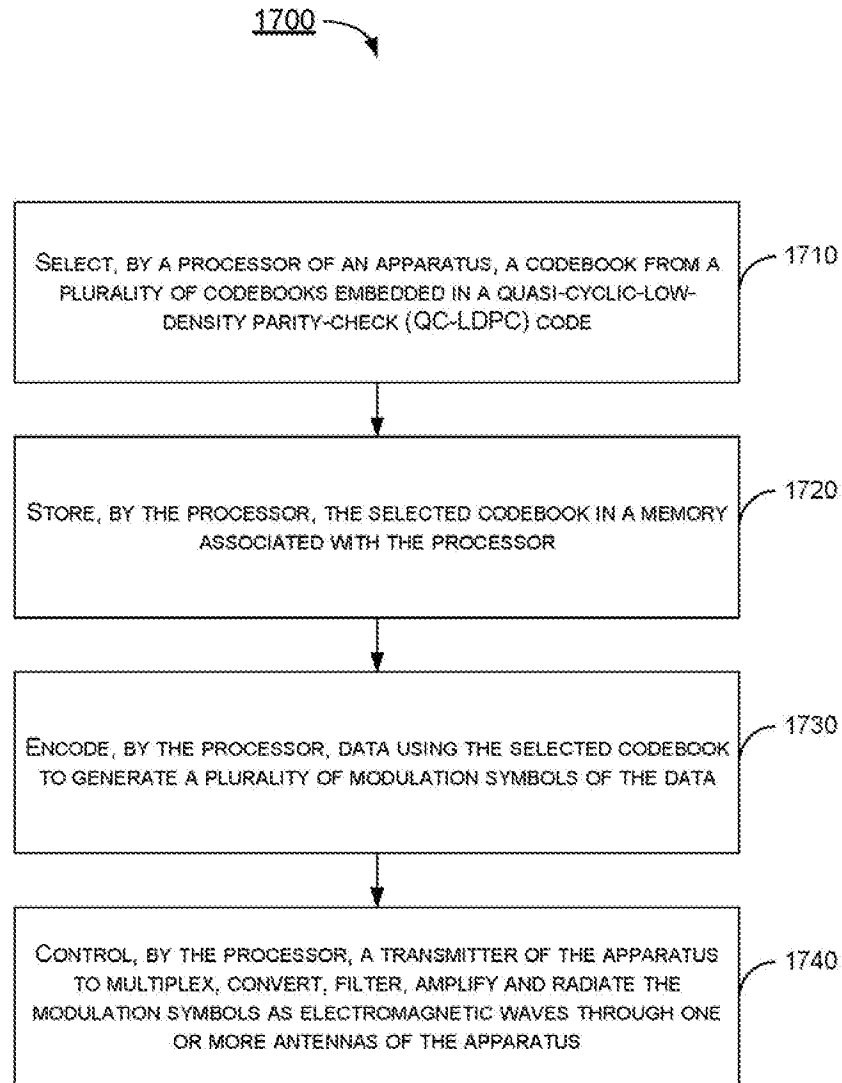 1700
SELECT, BY A PROCESSOR OF AN APPARATUS, A CODEBOOK FROM A
PLURALITY OF CODEBOOKS EMBEDDED IN A QUASI-CYCLIC-LOW-
DENSITY PARITY-CHECK (QC-LDPC) CODE
1710
STORE, BY THE PROCESSOR, THE SELECTED CODEBOOK IN A MEMORY
ASSOCIATED WITH THE PROCESSOR
1720
ENCODE, BY THE PROCESSOR, DATA USING THE SELECTED CODEBOOK
TO GENERATE A PLURALITY OF MODULATION SYMBOLS OF THE DATA
1730
CONTROL, BY THE PROCESSOR, A TRANSMITTER OF THE APPARATUS
TO MULTIPLEX, CONVERT, FILTER, AMPLIFY AND RADIATE THE
MODULATION SYMBOLS AS ELECTROMAGNETIC WAVES THROUGH ONE
OR MORE ANTENNAS OF THE APPARATUS
1740